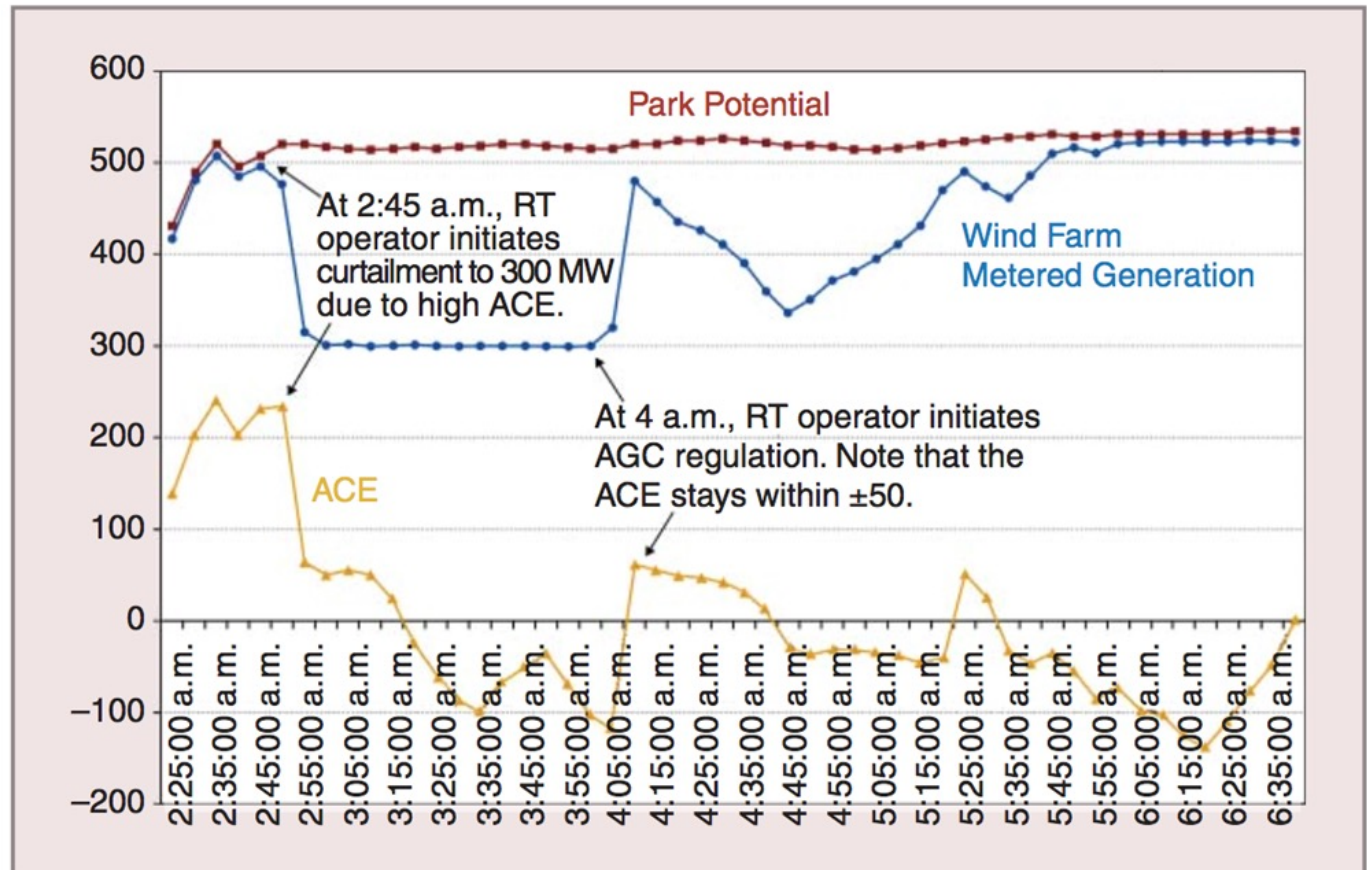 600
Park Potential
500
At 2:45 a.m., RT
operator initiates
curtailment to 300 MW
due to high ACE.
400
Wind Farm
Metered Generation
300
At 4 a.m., RT operator initiates
AGC regulation. Note that the
ACE stays within ±50.
200
ACE
100
0
−100
−200
2:25:00 a.m.
2:35:00 a.m.
2:45:00 a.m.
2:55:00 a.m.
3:05:00 a.m.
3:15:00 a.m.
3:25:00 a.m.
3:35:00 a.m.
3:45:00 a.m.
3:55:00 a.m.
4:05:00 a.m.
4:15:00 a.m.
4:25:00 a.m.
4:35:00 a.m.
4:45:00 a.m.
4:55:00 a.m.
5:05:00 a.m.
5:15:00 a.m.
5:25:00 a.m.
5:35:00 a.m.
5:45:00 a.m.
5:55:00 a.m.
6:05:00 a.m.
6:15:00 a.m.
6:25:00 a.m.
6:35:00 a.m.